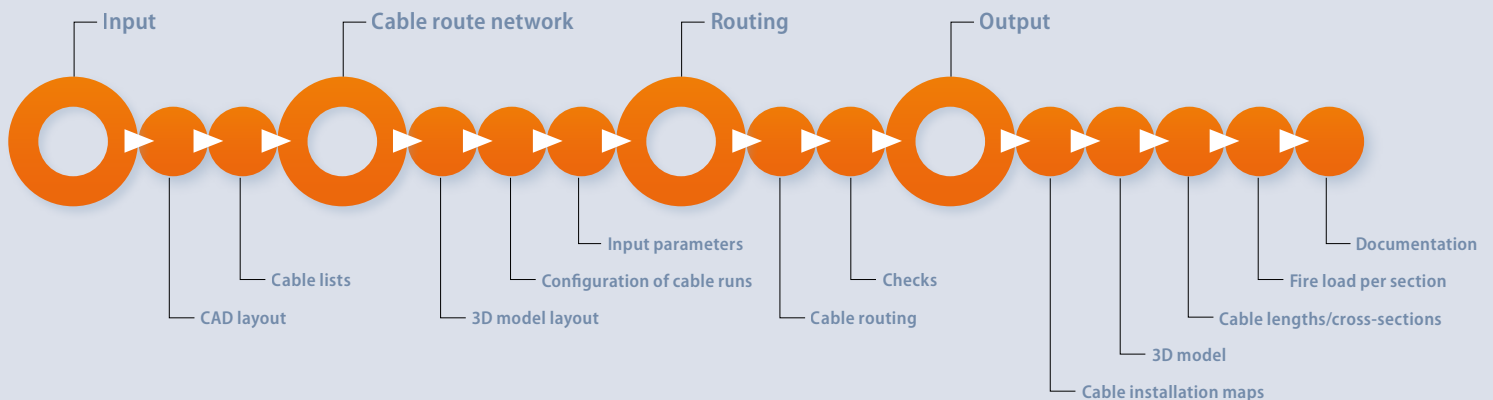 Input
Cable route network
Routing
Output
Input parameters
Documentation
Cable lists
Configuration of cable runs
Checks
Fire load per section
CAD layout
3D model layout
Cable routing
Cable lengths/cross-sections
3D model
Cable installation maps